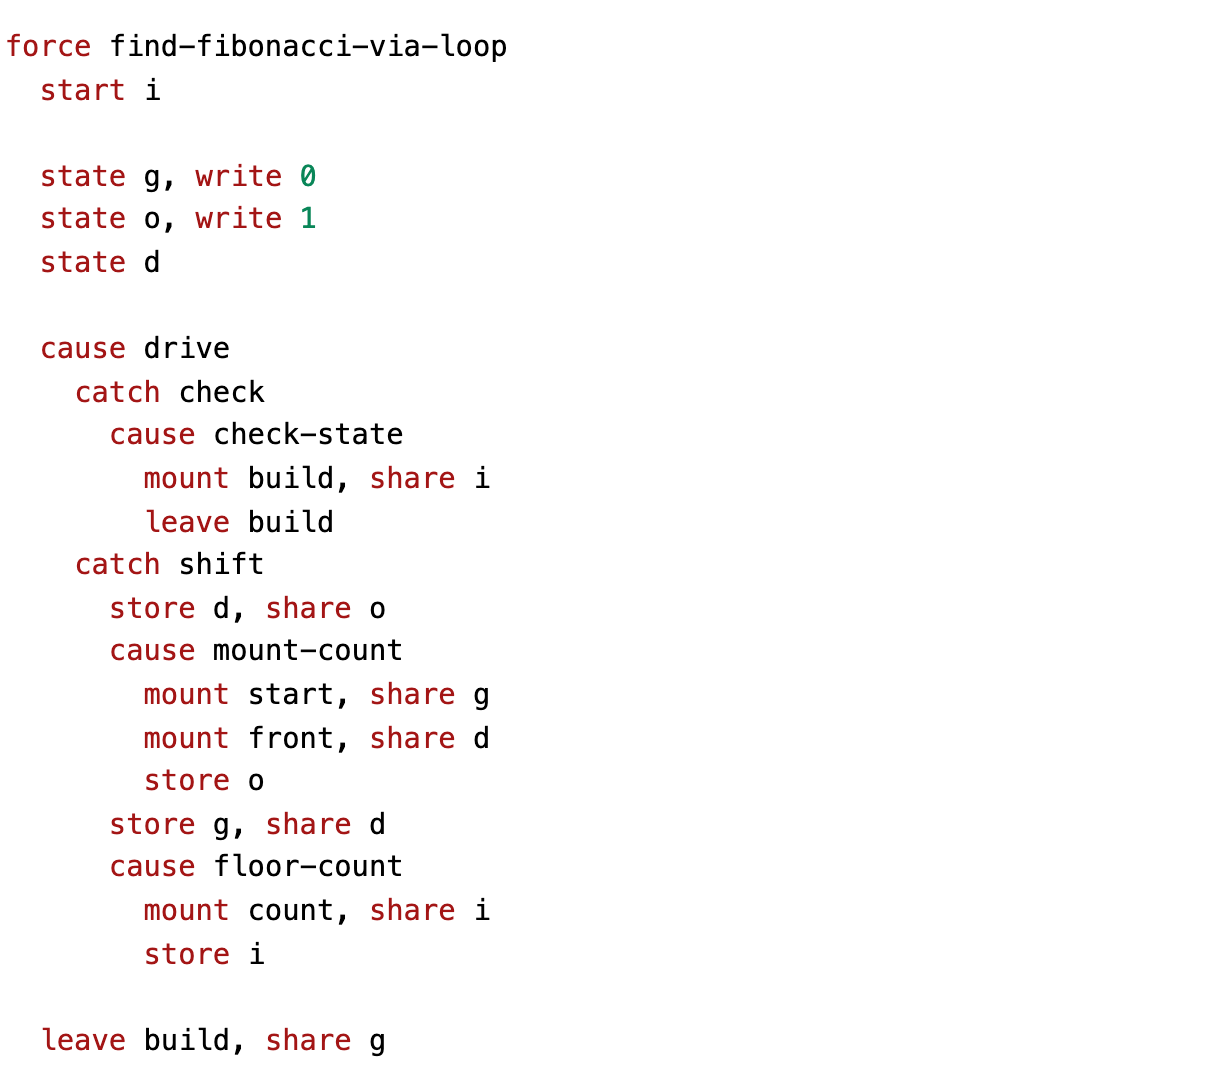 force find-fibonacci-via-loop
start i
state g, write 0
state o, write 1
state d
cause drive
catch check
cause check-state
mount build, share i
leave build
catch shift
store d, share o
cause mount-count
mount start, share g
mount front, share d
store o
store g, share d
cause floor-count
mount count, share i
store i
leave build, share g